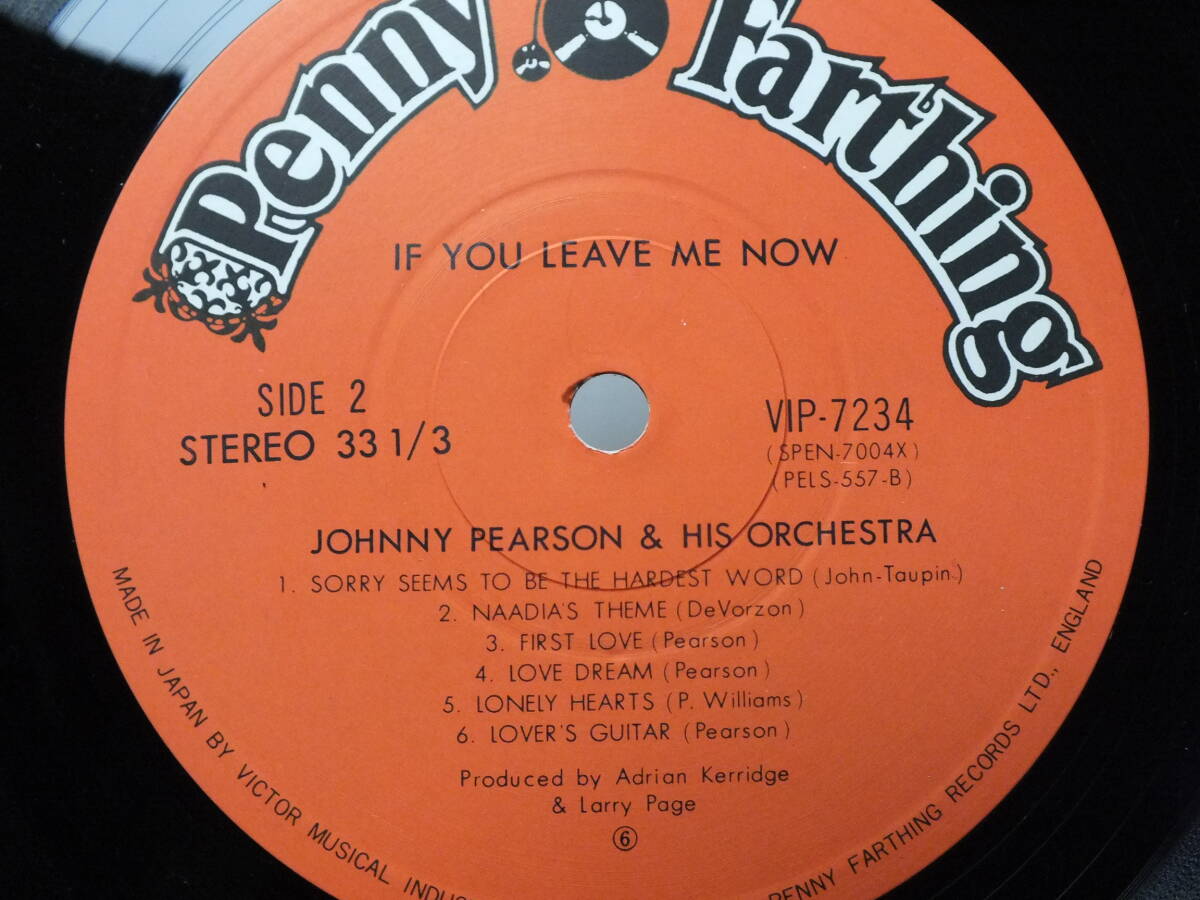 Penny Farthing
IF YOU LEAVE ME NOW
SIDE 2
STEREO 33 1/3
VIP-7234
(SPEN-7004X)
(PELS-557-B)
JOHNNY PEARSON & HIS ORCHESTRA
1. SORRY SEEMS TO BE THE HARDEST WORD (John-Taupin)
2. NAADIA'S THEME (DeVorzon)
3. FIRST LOVE (Pearson)
4. LOVE DREAM (Pearson)
5. LONELY HEARTS (P. Williams)
6. LOVER'S GUITAR (Pearson)
Produced by Adrian Kerridge
& Larry Page
⑥
MADE IN JAPAN BY VICTOR MUSICAL INDUS
PENNY FARTHING RECORDS LTD., ENGLAND